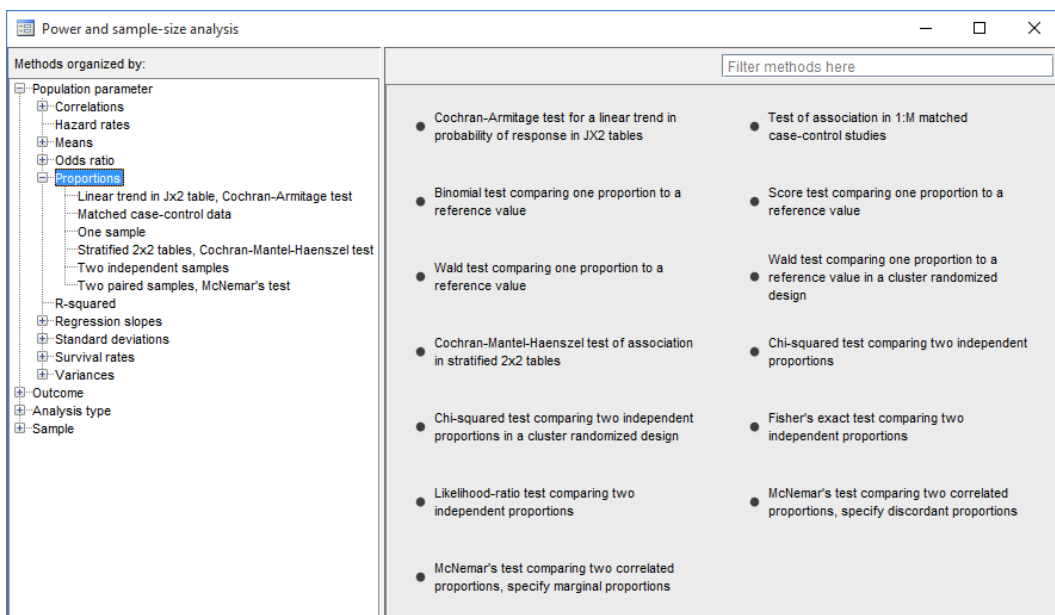 Power and sample-size analysis
Methods organized by:
Filter methods here
Population parameter
Correlations
Hazard rates
Means
Odds ratio
Proportions
Linear trend in Jx2 table, Cochran-Armitage test
Matched case-control data
One sample
Stratified 2x2 tables, Cochran-Mantel-Haenszel test
Two independent samples
Two paired samples, McNemar's test
R-squared
Regression slopes
Standard deviations
Survival rates
Variances
Outcome
Analysis type
Sample
Cochran-Armitage test for a linear trend in
probability of response in JX2 tables
Test of association in 1:M matched
case-control studies
Binomial test comparing one proportion to a
reference value
Score test comparing one proportion to a
reference value
Wald test comparing one proportion to a
reference value
Wald test comparing one proportion to a
reference value in a cluster randomized
design
Cochran-Mantel-Haenszel test of association
in stratified 2x2 tables
Chi-squared test comparing two independent
proportions
Chi-squared test comparing two independent
proportions in a cluster randomized design
Fisher's exact test comparing two
independent proportions
Likelihood-ratio test comparing two
independent proportions
McNemar's test comparing two correlated
proportions, specify discordant proportions
McNemar's test comparing two correlated
proportions, specify marginal proportions